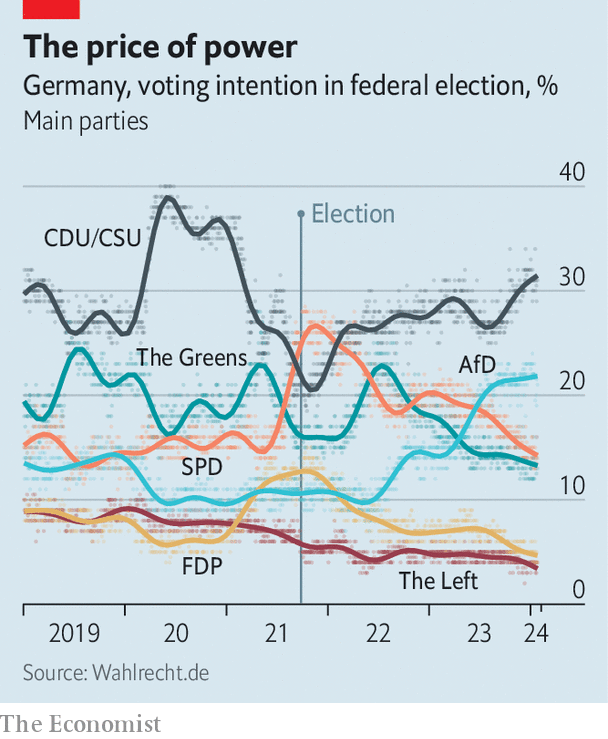 The price of power
Germany, voting intention in federal election, %
Main parties
40
Election
CDU/CSU
30
The Greens
AfD
20
SPD
10
FDP
The Left
0
2019 20 21 22 23 24
Source: Wahlrecht.de
The Economist